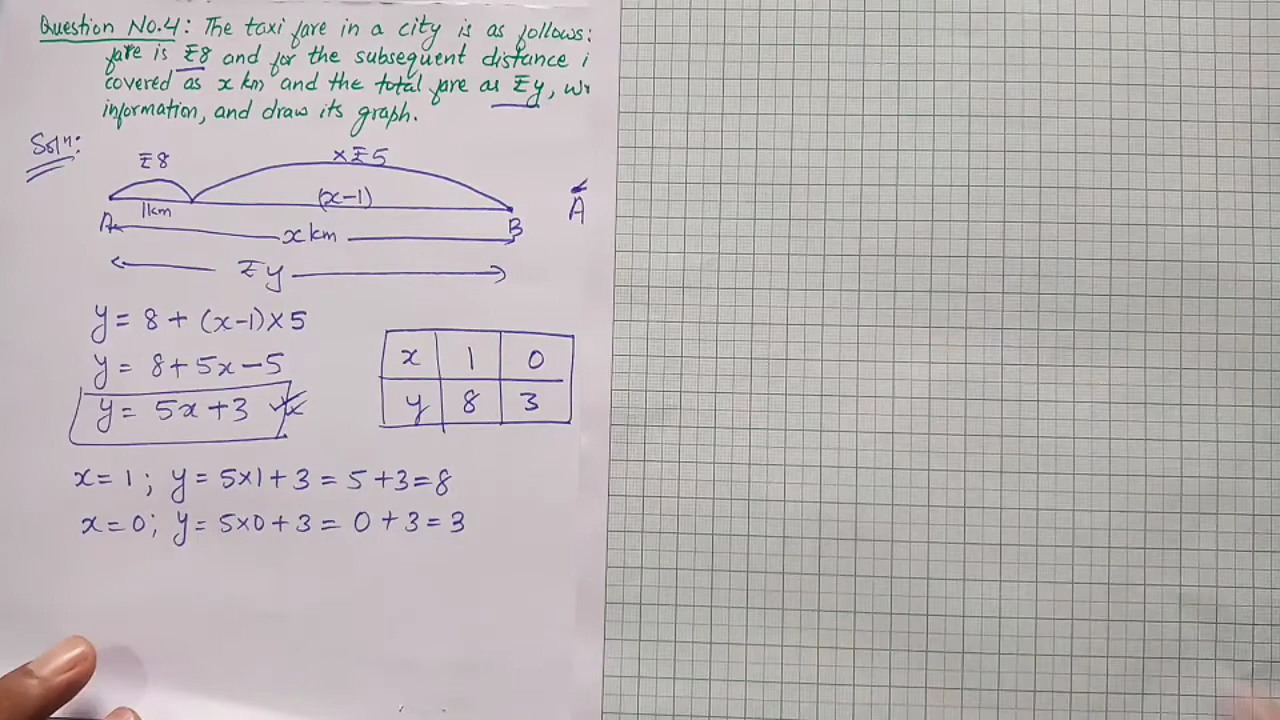 Question No.4: The taxi fare in a city is as follows:
fare is ₹8 and for the subsequent distance i
covered as x km and the total fare as ₹y, wr
information, and draw its graph.
Solⁿ:
₹8 x₹5
1km (x-1)
A B
x km
₹y
A
y = 8 + (x-1)×5
y = 8+5x-5
y = 5x+3
x 1 0
y 8 3
x=1; y = 5×1+3 = 5+3=8
x=0; y = 5×0+3 = 0+3=3